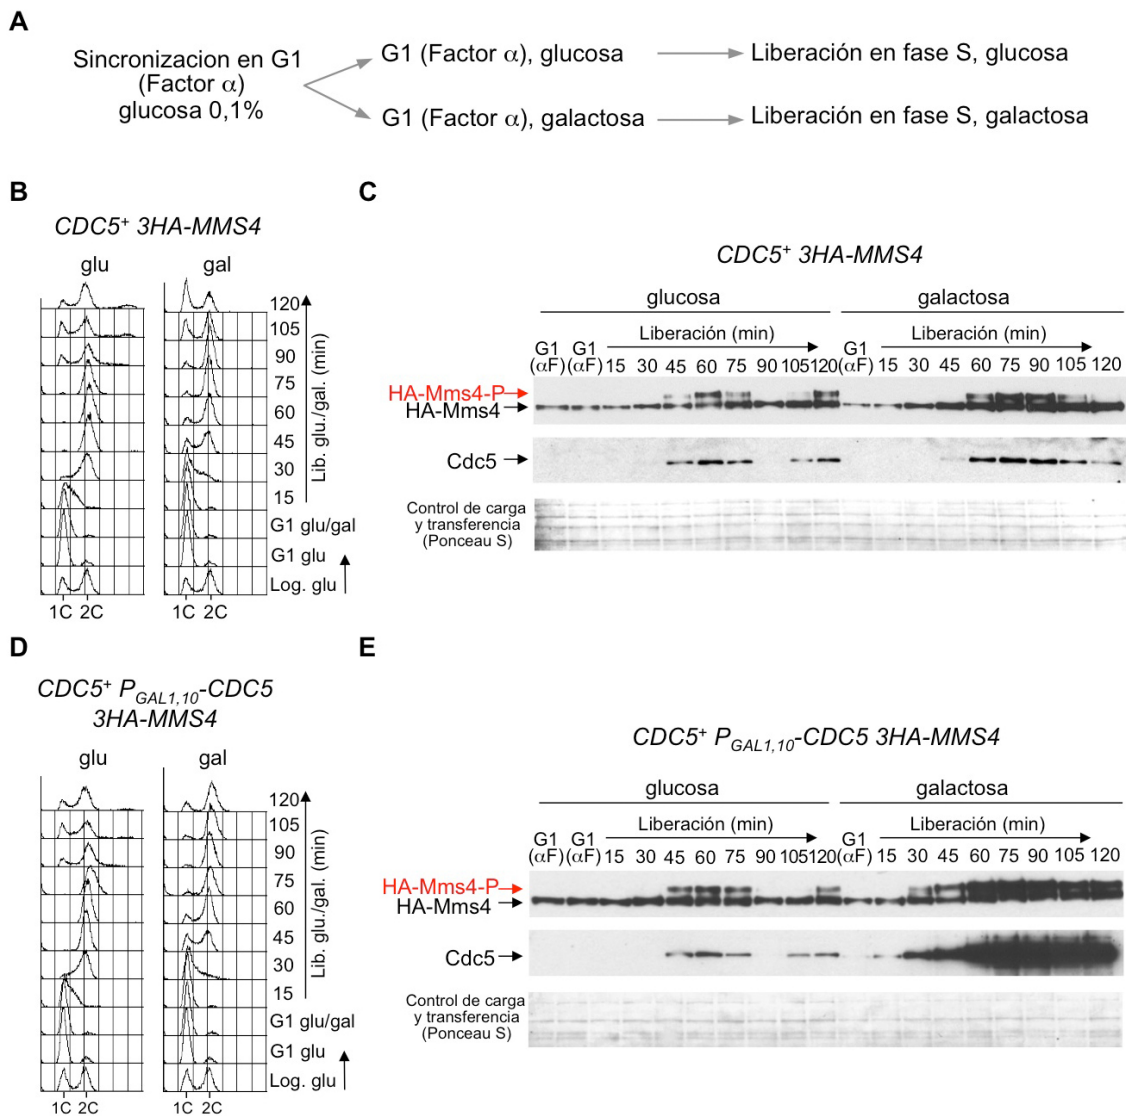 A
Sincronizacion en G1
(Factor α)
glucosa 0,1%
G1 (Factor α), glucosa
Liberación en fase S, glucosa
G1 (Factor α), galactosa
Liberación en fase S, galactosa
B
CDC5+ 3HA-MMS4
glu
gal
120
105
90
75
60
45
30
15
G1 glu/gal
G1 glu
Log. glu
Lib. glu./gal. (min)
1C 2C
1C 2C
C
CDC5+ 3HA-MMS4
glucosa
galactosa
Liberación (min)
Liberación (min)
G1 G1 G1
(αF) (αF) 15 30 45 60 75 90 105 120 (αF) 15 30 45 60 75 90 105 120
HA-Mms4-P
HA-Mms4
Cdc5
Control de carga
y transferencia
(Ponceau S)
D
CDC5+ PGAL1,10-CDC5
3HA-MMS4
glu
gal
120
105
90
75
60
45
30
15
G1 glu/gal
G1 glu
Log. glu
Lib. glu./gal. (min)
1C 2C
1C 2C
E
CDC5+ PGAL1,10-CDC5 3HA-MMS4
glucosa
galactosa
Liberación (min)
Liberación (min)
G1 G1 G1
(αF) (αF) 15 30 45 60 75 90 105 120 (αF) 15 30 45 60 75 90 105 120
HA-Mms4-P
HA-Mms4
Cdc5
Control de carga
y transferencia
(Ponceau S)